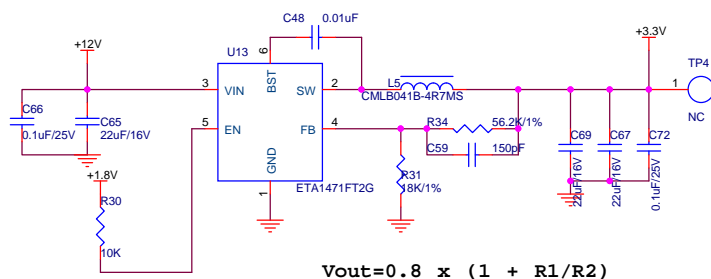 C48
0.01uF
+12V
+3.3V
U13
TP4
6
BST
L5
3
VIN
SW
2
1
CMLB041B-4R7MS
C66
C65
0.1uF/25V
22uF/16V
5
EN
FB
4
R34
56.2K/1%
NC
C59
150pF
C69
C67
C72
GND
+1.8V
R31
18K/1%
22uF/16V
22uF/16V
0.1uF/25V
1
ETA1471FT2G
R30
10K
Vout=0.8 x (1 + R1/R2)